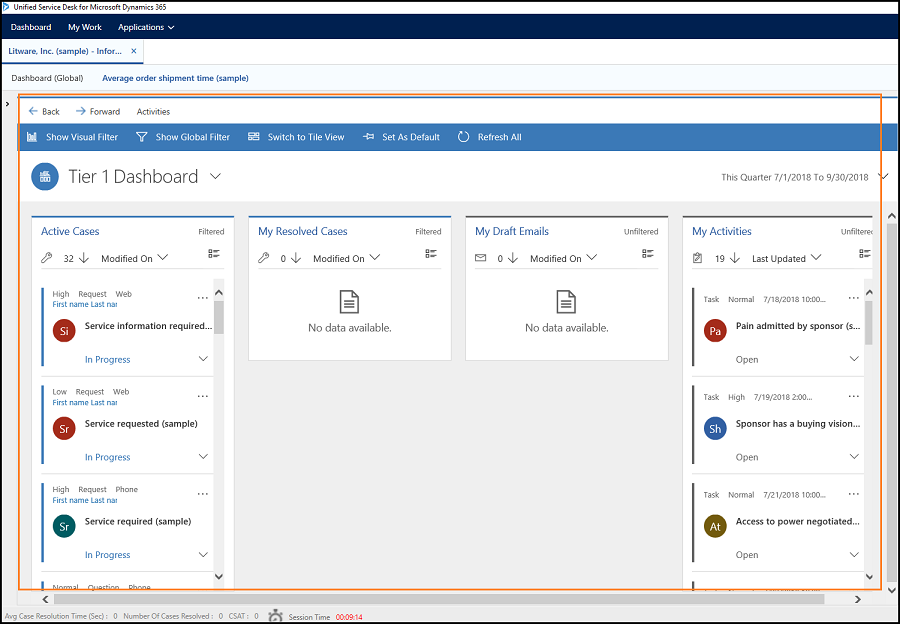 Unified Service Desk for Microsoft Dynamics 365
Dashboard My Work Applications
Litware, Inc. (sample) - Infor... ×
Dashboard (Global) Average order shipment time (sample)
Back Forward Activities
Show Visual Filter Show Global Filter Switch to Tile View Set As Default Refresh All
Tier 1 Dashboard
This Quarter 7/1/2018 To 9/30/2018
Active Cases Filtered
32 Modified On
High Request Web
First name Last nar
Si Service information required...
In Progress
Low Request Web
First name Last nar
Sr Service requested (sample)
In Progress
High Request Phone
First name Last nar
Sr Service required (sample)
In Progress
Normal Question Phone
My Resolved Cases Filtered
0 Modified On
No data available.
My Draft Emails Unfiltered
0 Modified On
No data available.
My Activities Unfiltered
19 Last Updated
Task Normal 7/18/2018 10:00...
Pa Pain admitted by sponsor (s...
Open
Task High 7/19/2018 2:00...
Sh Sponsor has a buying vision...
Open
Task Normal 7/21/2018 10:00...
At Access to power negotiated...
Open
Avg Case Resolution Time (Sec) : 0 Number Of Cases Resolved : 0 CSAT : 0 Session Time 00:09:14